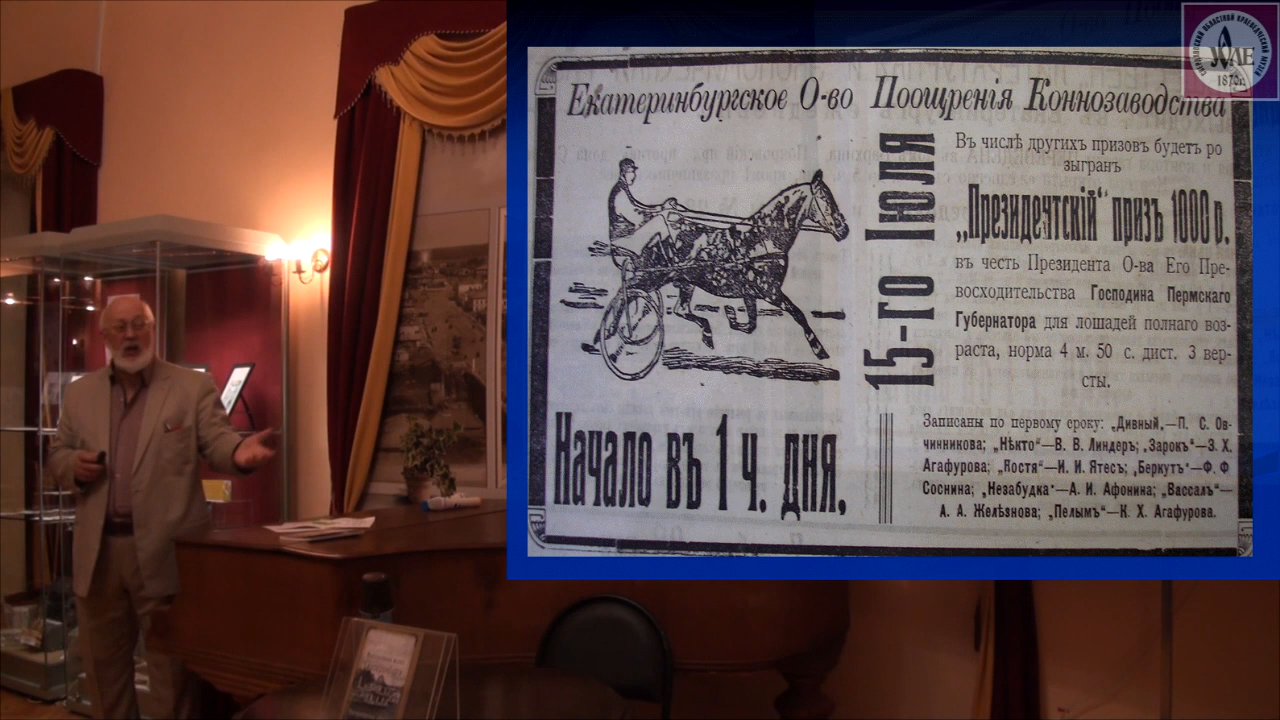 Екатеринбургское О-во Поощренія Коннозаводства
15-го Іюля
Въ числѣ другихъ призовъ будетъ ро
зыгранъ
„Президентскій“ призъ 1000 р.
въ честь Президента О-ва Его Пре-
восходительства Господина Пермскаго
Губернатора для лошадей полнаго воз-
раста, норма 4 м. 50 с. дист. 3 вер-
сты.
Начало въ 1 ч. дня.
Записаны по первому сроку: „Дивный„—П. С. Ов-
чинникова; „Нѣкто“—В. В. Линдеръ; „Зарокъ“—З. Х.
Агафурова; „Гостя“—И. И. Ятесъ; „Беркутъ“—Ф. Ф
Соснина; „Незабудка“—А. И. Афонина; „Вассалъ“—
А. А. Желѣзнова; „Пелымъ“—К. Х. Агафурова.
УОЛЕ
1870